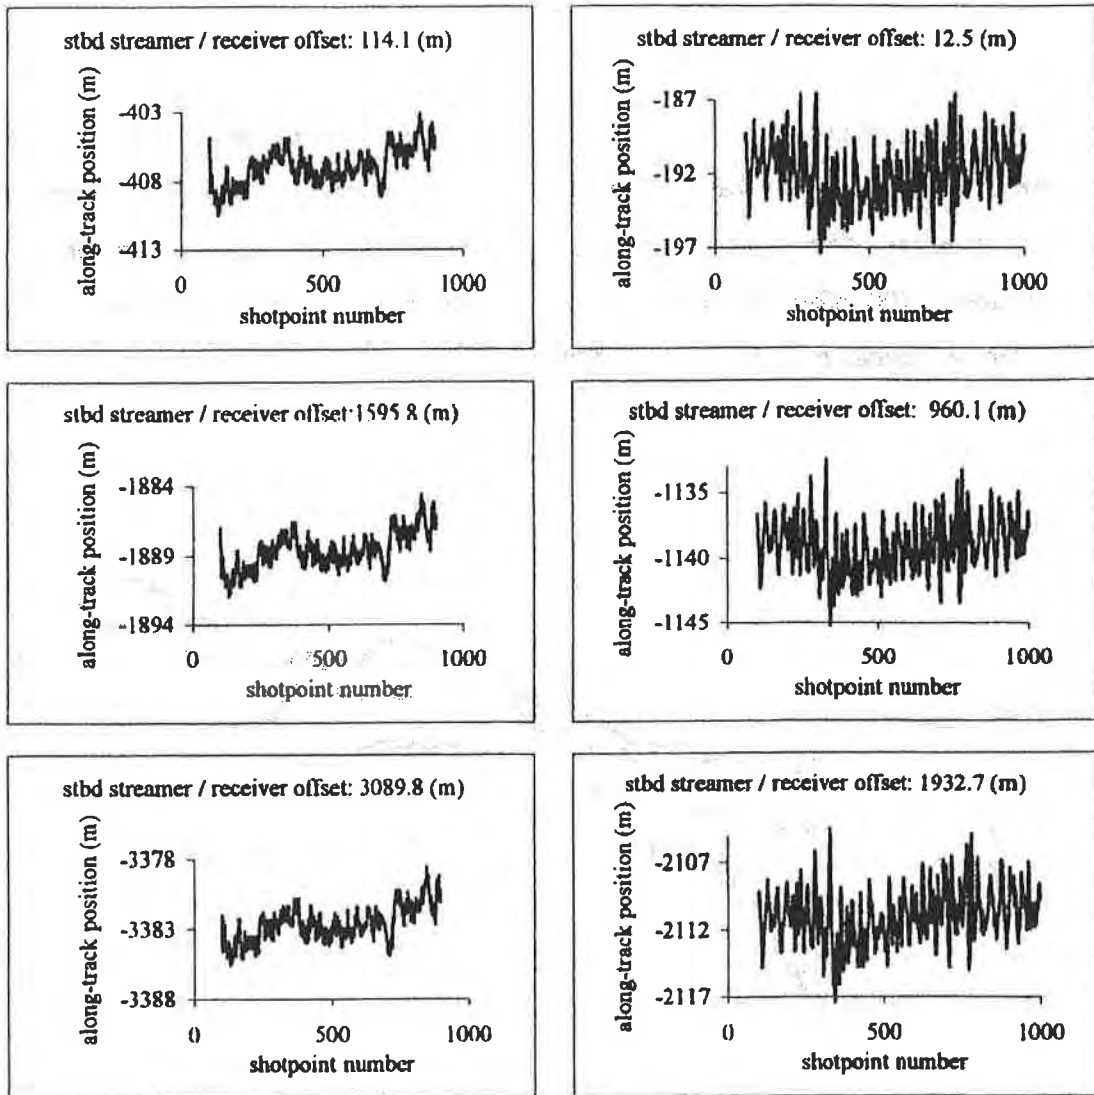 stbd streamer / receiver offset: 114.1 (m)
along-track position (m)
-403
-408
-413
0 500 1000
shotpoint number
stbd streamer / receiver offset: 12.5 (m)
along-track position (m)
-187
-192
-197
0 500 1000
shotpoint number
stbd streamer / receiver offset:1595.8 (m)
along-track position (m)
-1884
-1889
-1894
0 500 1000
shotpoint number
stbd streamer / receiver offset: 960.1 (m)
along-track position (m)
-1135
-1140
-1145
0 500 1000
shotpoint number
stbd streamer / receiver offset: 3089.8 (m)
along-track position (m)
-3378
-3383
-3388
0 500 1000
shotpoint number
stbd streamer / receiver offset: 1932.7 (m)
along-track position (m)
-2107
-2112
-2117
0 500 1000
shotpoint number